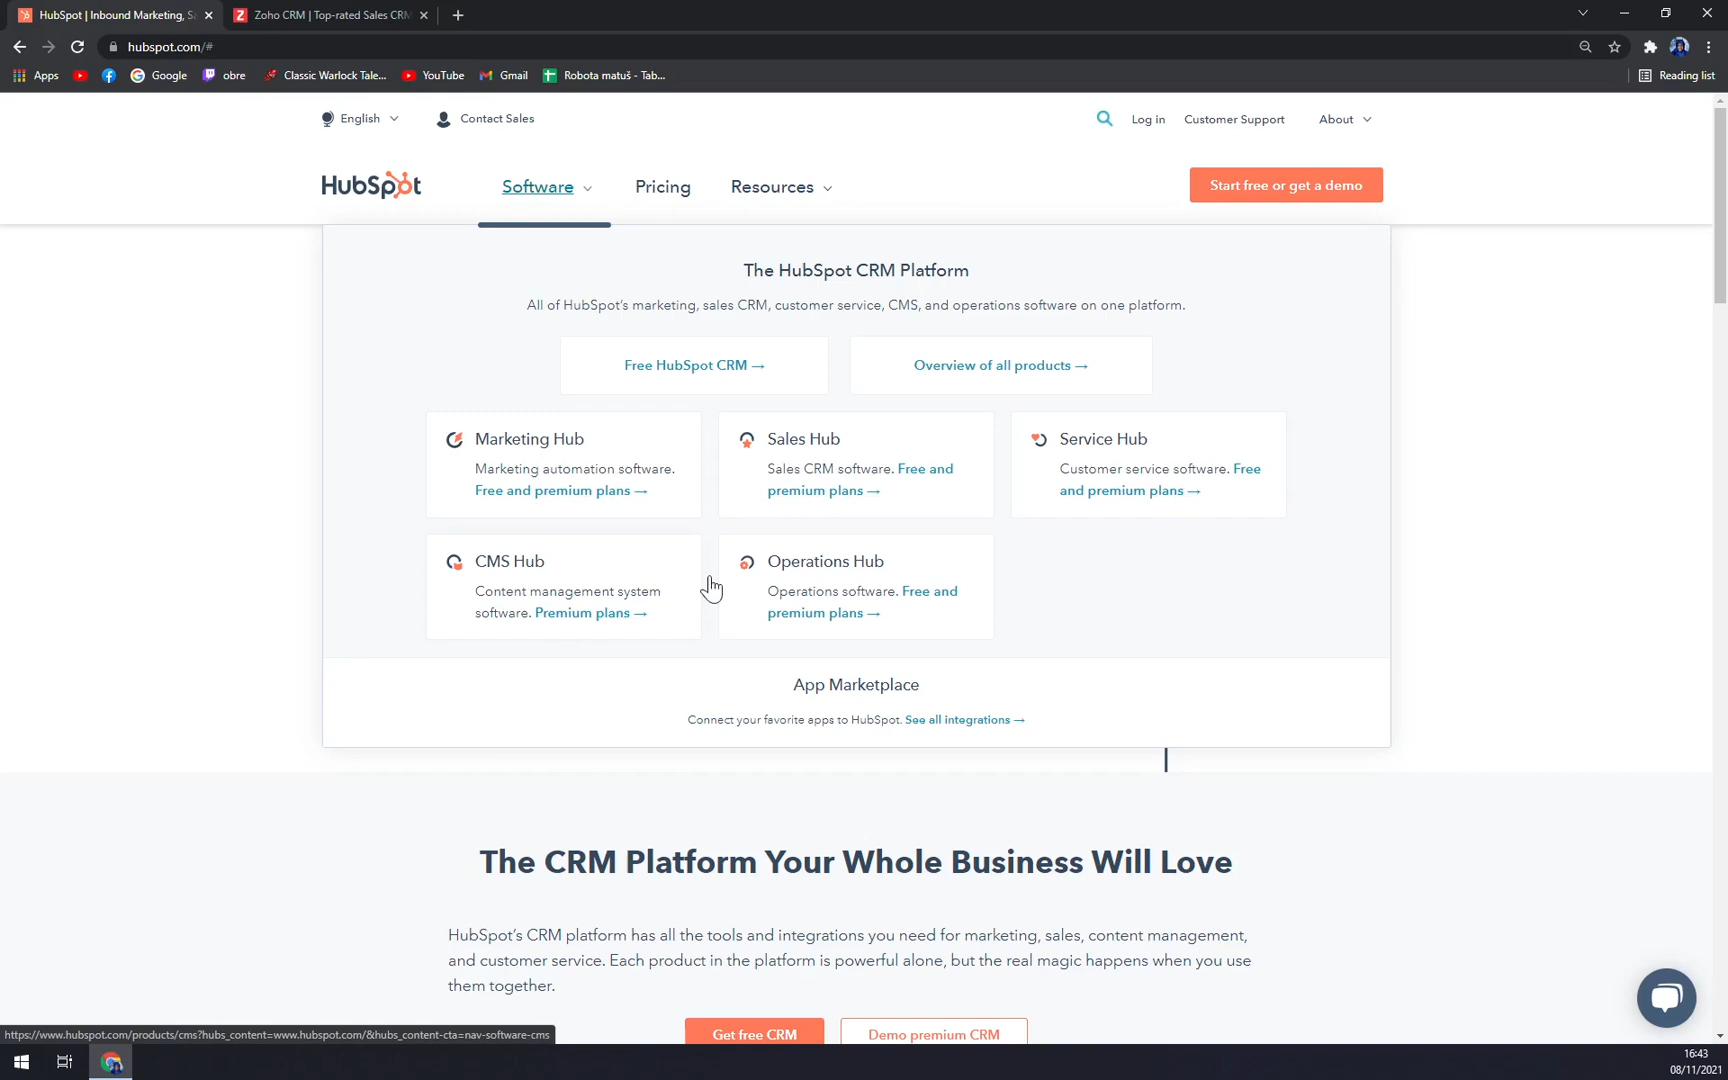 HubSpot | Inbound Marketing, S
Zoho CRM | Top-rated Sales CRM
hubspot.com/#
Apps
Google
obre
Classic Warlock Tale...
YouTube
Gmail
Robota matuš - Tab...
Reading list
English
Contact Sales
Log in
Customer Support
About
HubSpot
Software
Pricing
Resources
Start free or get a demo
The HubSpot CRM Platform
All of HubSpot's marketing, sales CRM, customer service, CMS, and operations software on one platform.
Free HubSpot CRM →
Overview of all products →
Marketing Hub
Marketing automation software.
Free and premium plans →
Sales Hub
Sales CRM software. Free and
premium plans →
Service Hub
Customer service software. Free
and premium plans →
CMS Hub
Content management system
software. Premium plans →
Operations Hub
Operations software. Free and
premium plans →
App Marketplace
Connect your favorite apps to HubSpot. See all integrations →
The CRM Platform Your Whole Business Will Love
HubSpot's CRM platform has all the tools and integrations you need for marketing, sales, content management,
and customer service. Each product in the platform is powerful alone, but the real magic happens when you use
them together.
Get free CRM
Demo premium CRM
https://www.hubspot.com/products/cms?hubs_content=www.hubspot.com/&hubs_content-cta=nav-software-cms
16:43
08/11/2021